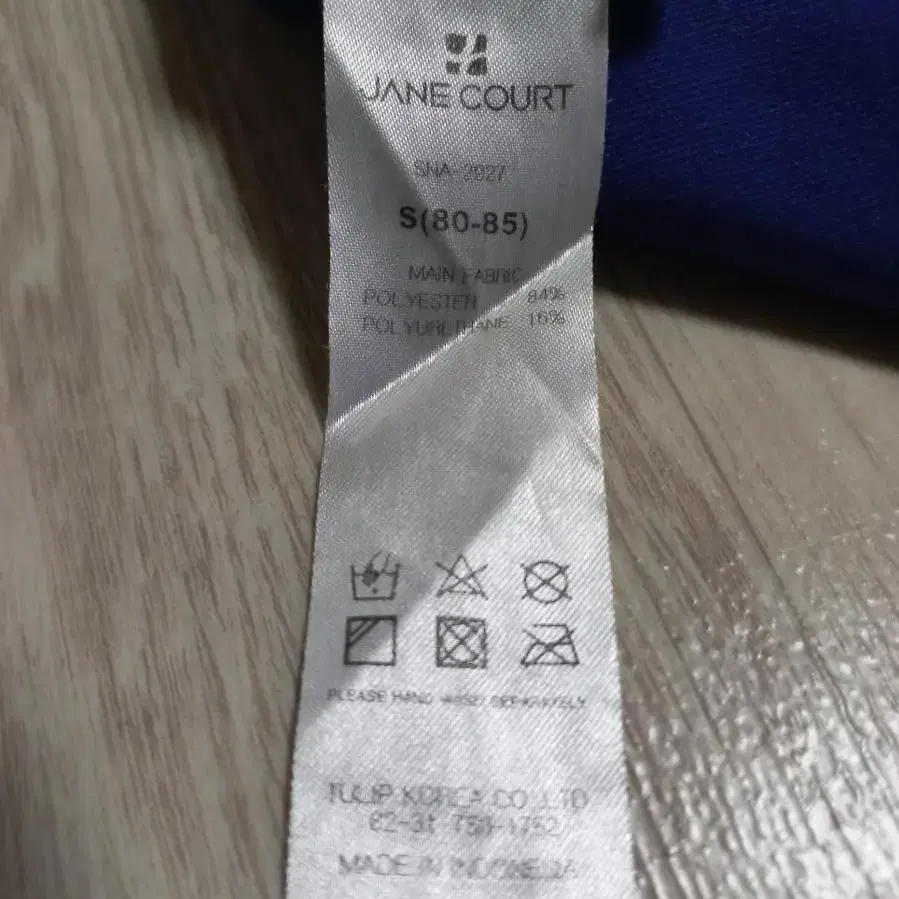 JANE COURT
SNA-2027
S(80-85)
MAIN FABRIC
POLYESTER 84%
POLYURETHANE 16%
PLEASE HAND WASH SEPARATELY
TULIP KOREA CO LTD
MADE IN INDONESIA